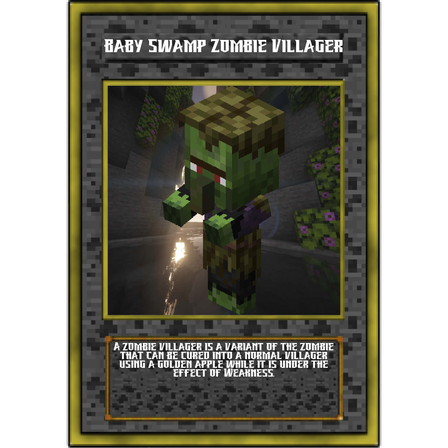 Baby Swamp Zombie Villager
A zombie villager is a variant of the zombie
that can be cured into a normal villager
using a golden apple while it is under the
effect of Weakness.